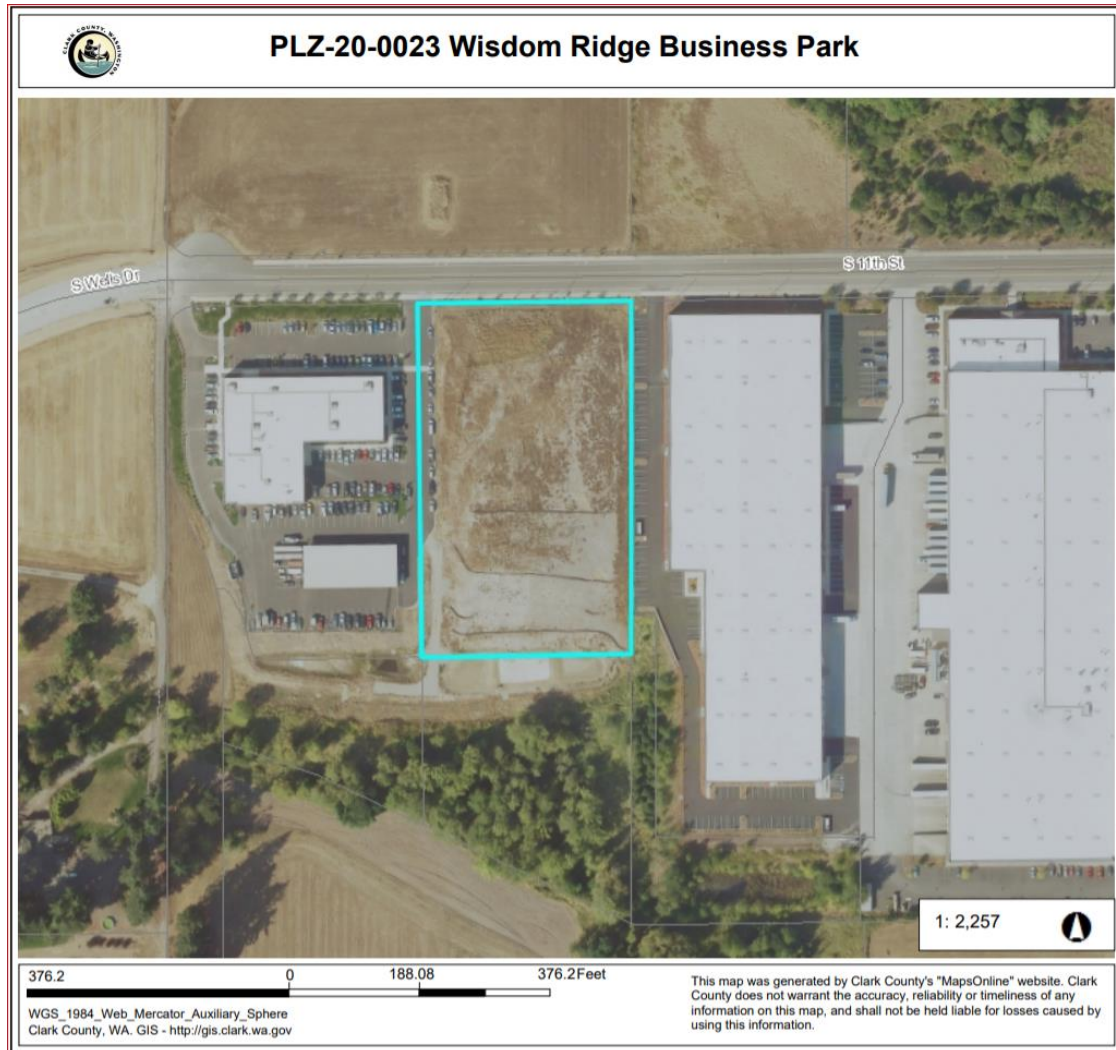 CLARK COUNTY, WASHINGTON
PLZ-20-0023 Wisdom Ridge Business Park
S 11th St
S Wells Dr
1: 2,257
376.2 0 188.08 376.2Feet
WGS_1984_Web_Mercator_Auxiliary_Sphere
Clark County, WA. GIS - http://gis.clark.wa.gov
This map was generated by Clark County's "MapsOnline" website. Clark
County does not warrant the accuracy, reliability or timeliness of any
information on this map, and shall not be held liable for losses caused by
using this information.